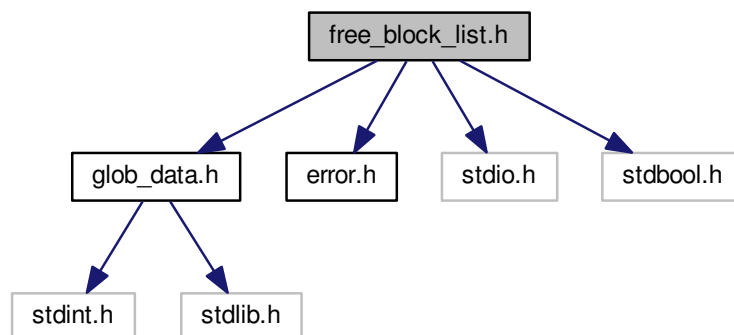 free_block_list.h
glob_data.h
error.h
stdio.h
stdbool.h
stdint.h
stdlib.h